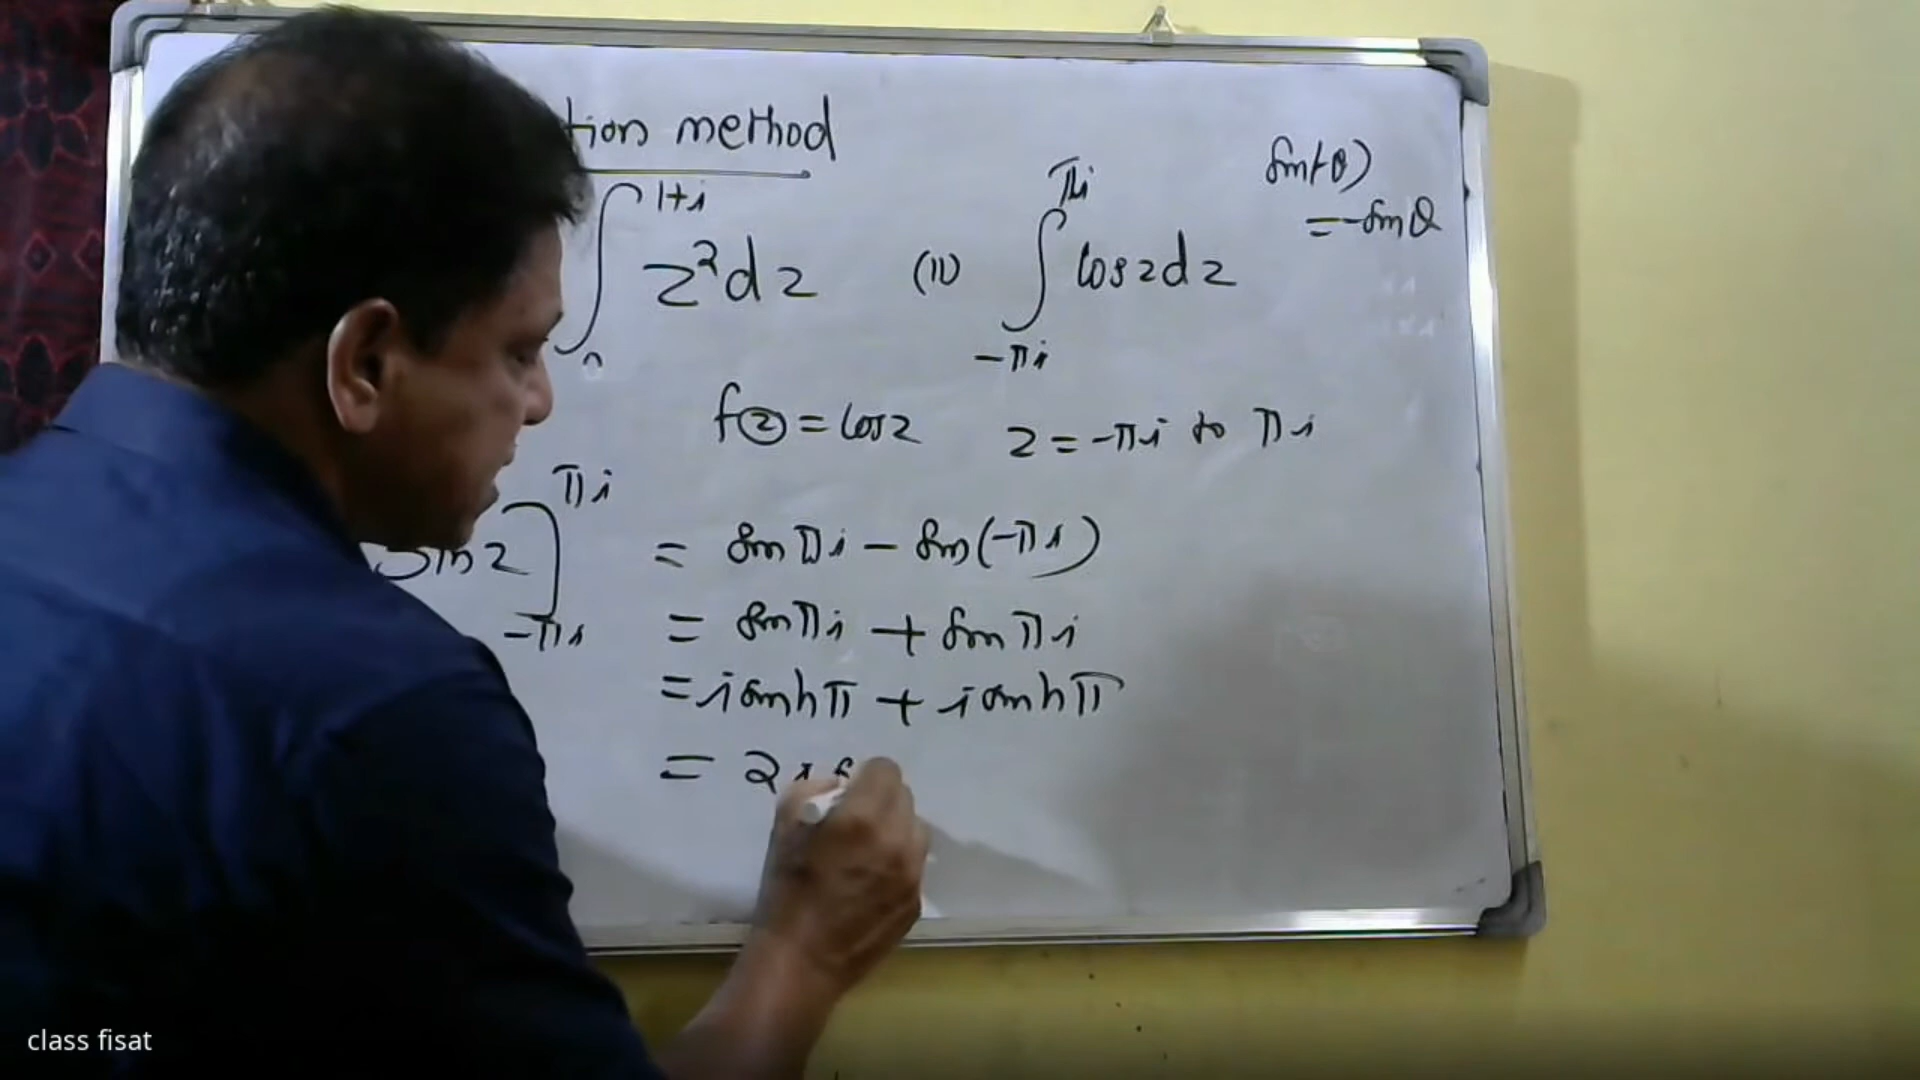 tion method
∫ 1+i z²dz (ii) ∫ πi -πi cos z dz
sin(-θ)
= -sin θ
f(z) = cos z z = -πi to πi
sin z] πi -πi = sin πi - sin(-πi)
= sin πi + sin πi
= i sinh π + i sinh π
= 2i s
class fisat